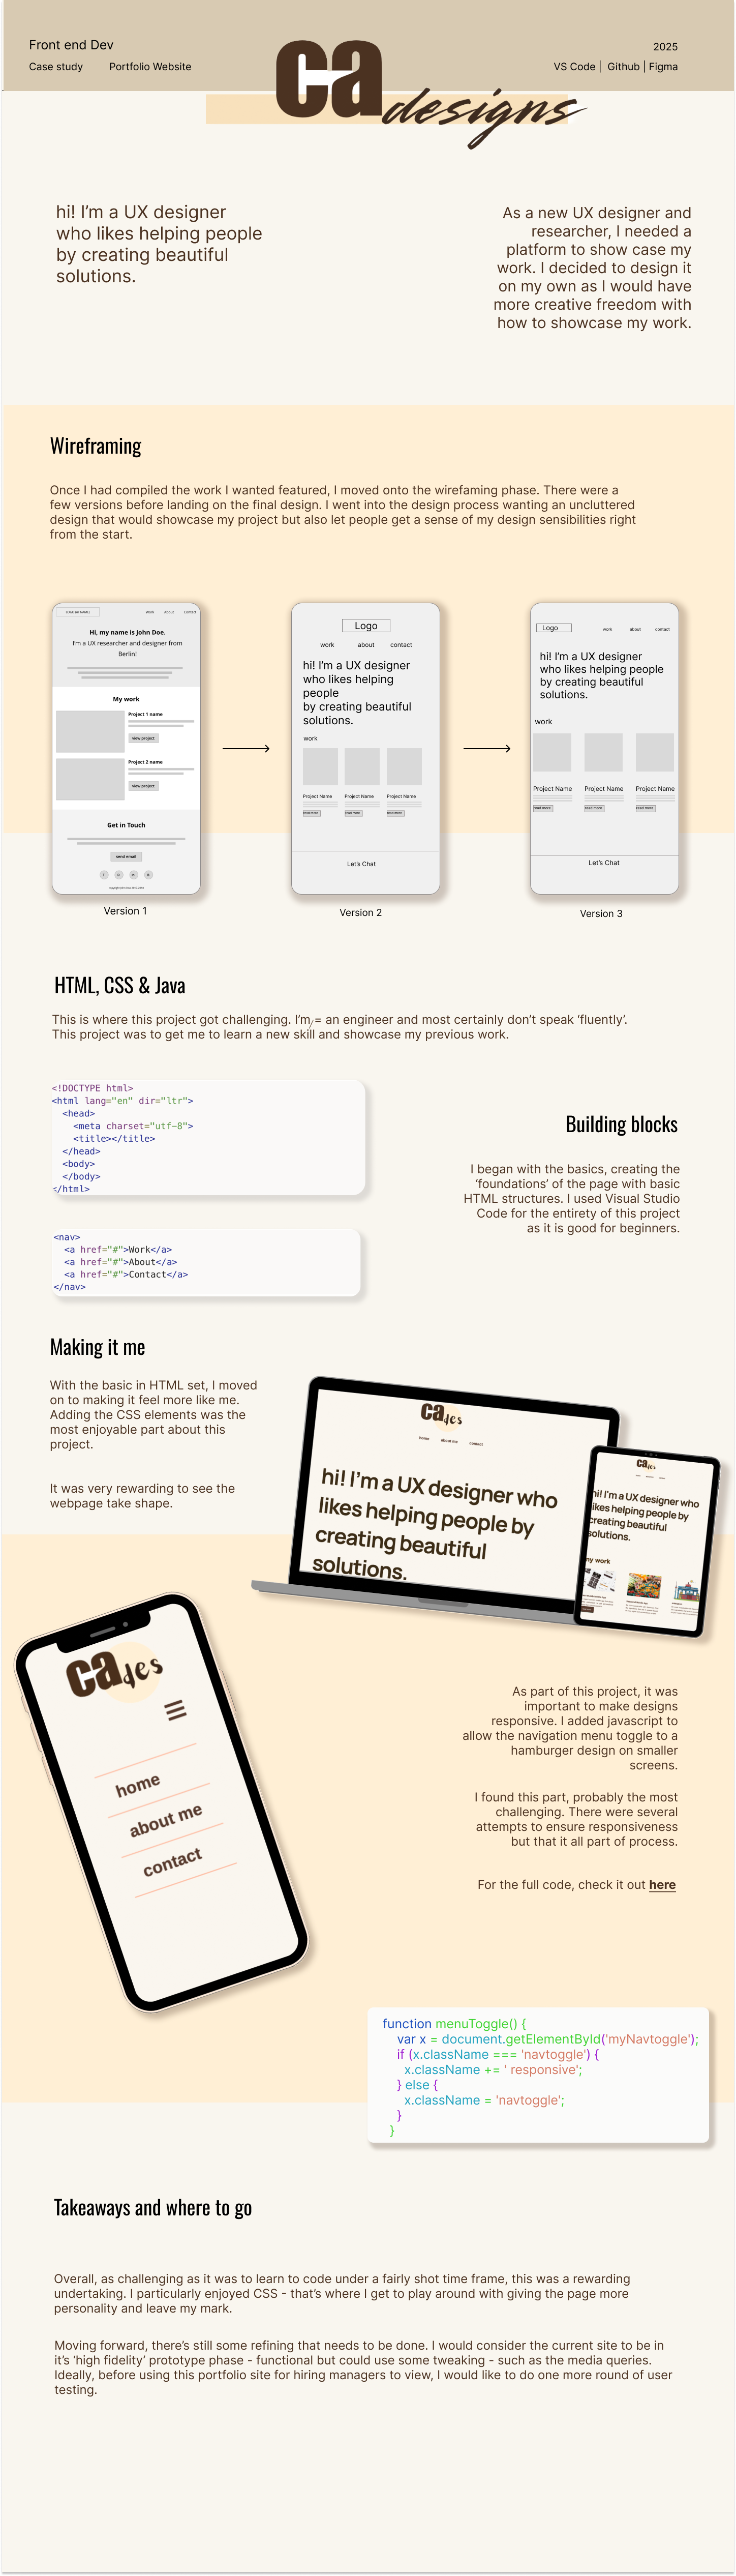 Front end Dev
Case study Portfolio Website
2025
VS Code | Github | Figma
ca designs
hi! I'm a UX designer
who likes helping people
by creating beautiful
solutions.
As a new UX designer and
researcher, I needed a
platform to show case my
work. I decided to design it
on my own as I would have
more creative freedom with
how to showcase my work.
Wireframing
Once I had compiled the work I wanted featured, I moved onto the wirefaming phase. There were a
few versions before landing on the final design. I went into the design process wanting an uncluttered
design that would showcase my project but also let people get a sense of my design sensibilities right
from the start.
Work About Contact
Hi, my name is John Doe.
I'm a UX researcher and designer from
Berlin!
My work
Project 1 name
view project
Project 2 name
view project
Get in Touch
send email
Version 1
Logo
work about contact
hi! I'm a UX designer
who likes helping
people
by creating beautiful
solutions.
work
Project Name Project Name Project Name
read more read more read more
Let's Chat
Version 2
Logo work about contact
hi! I'm a UX designer
who likes helping people
by creating beautiful
solutions.
work
Project Name Project Name Project Name
read more read more read more
Let's Chat
Version 3
HTML, CSS & Java
This is where this project got challenging. I'm/= an engineer and most certainly don't speak 'fluently'.
This project was to get me to learn a new skill and showcase my previous work.
<!DOCTYPE html>
<html lang="en" dir="ltr">
<head>
<meta charset="utf-8">
<title></title>
</head>
<body>
</body>
</html>
Building blocks
I began with the basics, creating the
'foundations' of the page with basic
HTML structures. I used Visual Studio
Code for the entirety of this project
as it is good for beginners.
<nav>
<a href="#">Work</a>
<a href="#">About</a>
<a href="#">Contact</a>
</nav>
Making it me
With the basic in HTML set, I moved
on to making it feel more like me.
Adding the CSS elements was the
most enjoyable part about this
project.
It was very rewarding to see the
webpage take shape.
ca des
home about me contact
hi! I'm a UX designer who
likes helping people by
creating beautiful
solutions.
ca des
hi! I'm a UX designer who
likes helping people by
creating beautiful
solutions.
my work
ca des
home
about me
contact
As part of this project, it was
important to make designs
responsive. I added javascript to
allow the navigation menu toggle to a
hamburger design on smaller
screens.
I found this part, probably the most
challenging. There were several
attempts to ensure responsiveness
but that it all part of process.
For the full code, check it out here
function menuToggle() {
var x = document.getElementById('myNavtoggle');
if (x.className === 'navtoggle') {
x.className += ' responsive';
} else {
x.className = 'navtoggle';
}
}
Takeaways and where to go
Overall, as challenging as it was to learn to code under a fairly shot time frame, this was a rewarding
undertaking. I particularly enjoyed CSS - that's where I get to play around with giving the page more
personality and leave my mark.
Moving forward, there's still some refining that needs to be done. I would consider the current site to be in
it's 'high fidelity' prototype phase - functional but could use some tweaking - such as the media queries.
Ideally, before using this portfolio site for hiring managers to view, I would like to do one more round of user
testing.